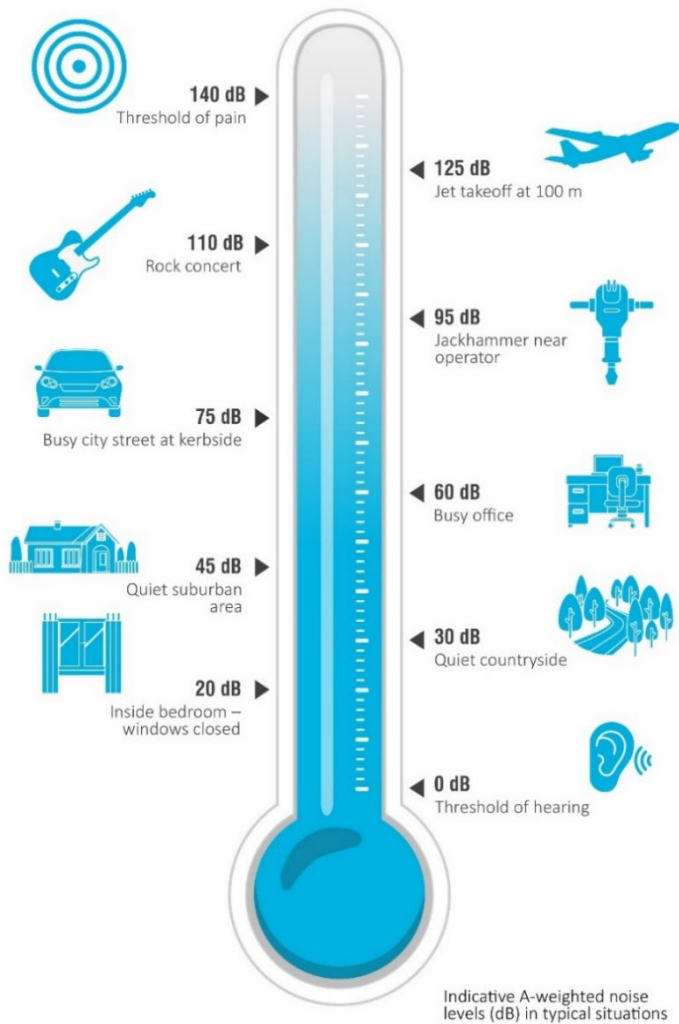 140 dB
Threshold of pain
125 dB
Jet takeoff at 100 m
110 dB
Rock concert
95 dB
Jackhammer near
operator
75 dB
Busy city street at kerbside
60 dB
Busy office
45 dB
Quiet suburban
area
30 dB
Quiet countryside
20 dB
Inside bedroom –
windows closed
0 dB
Threshold of hearing
Indicative A-weighted noise
levels (dB) in typical situations